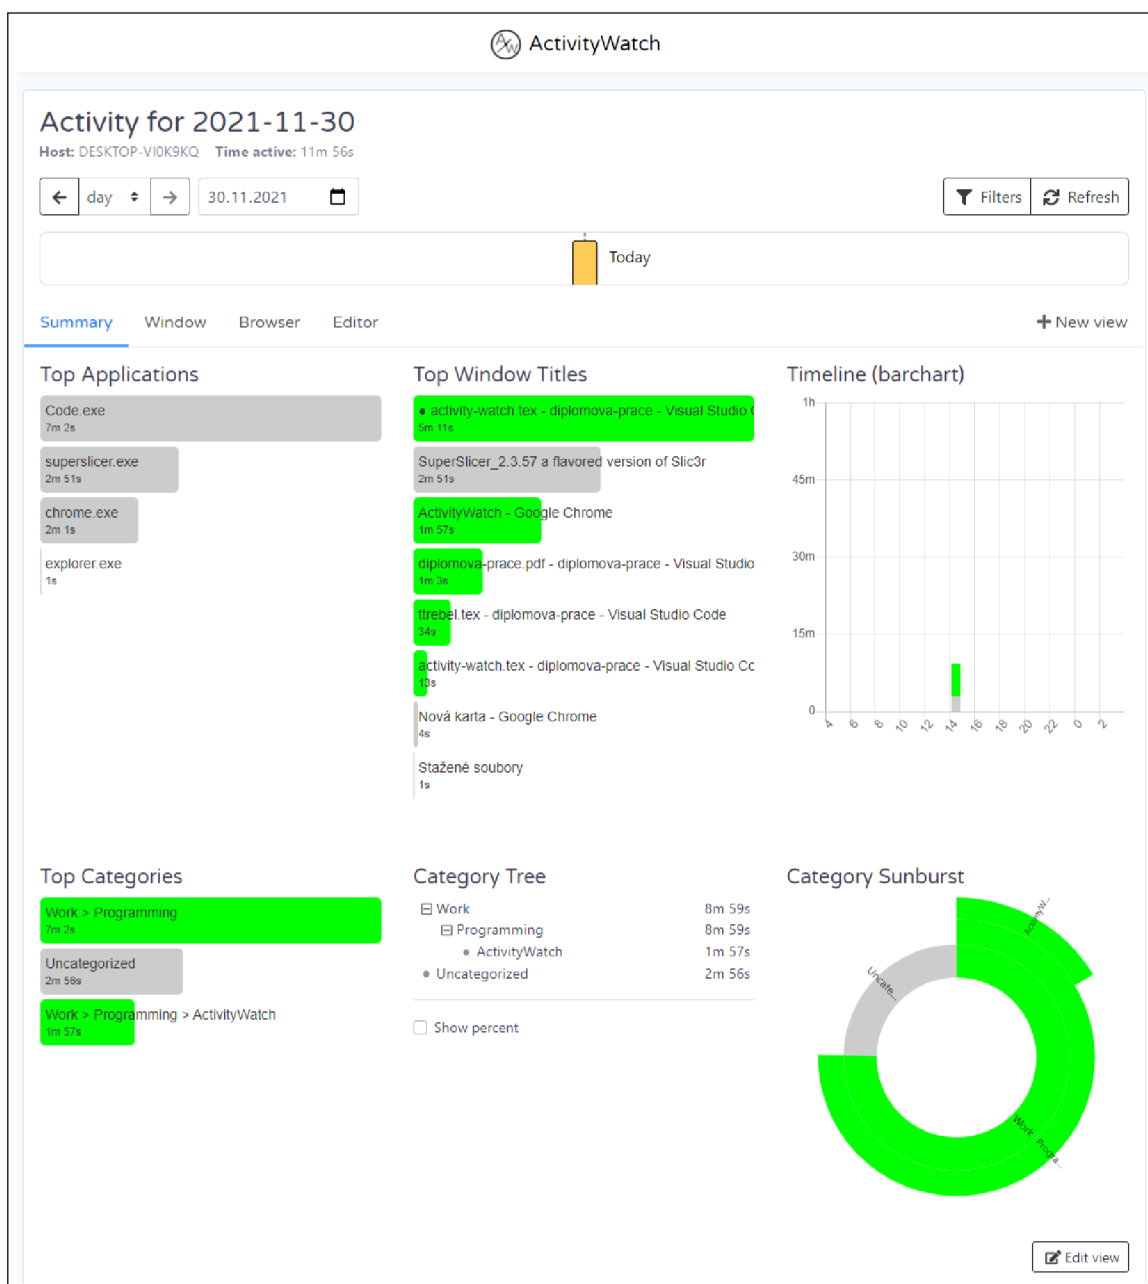 ActivityWatch
Activity for 2021-11-30
Host: DESKTOP-VI0K9KQ Time active: 11m 56s
day 30.11.2021 Filters Refresh
Today
Summary Window Browser Editor + New view
Top Applications
Code.exe
7m 2s
superslicer.exe
2m 51s
chrome.exe
2m 1s
explorer.exe
1s
Top Window Titles
● activity-watch.tex - diplomova-prace - Visual Studio C
5m 11s
SuperSlicer_2.3.57 a flavored version of Slic3r
2m 51s
ActivityWatch - Google Chrome
1m 57s
diplomova-prace.pdf - diplomova-prace - Visual Studio
1m 3s
ttrebel.tex - diplomova-prace - Visual Studio Code
34s
activity-watch.tex - diplomova-prace - Visual Studio Co
13s
Nová karta - Google Chrome
4s
Stažené soubory
1s
Timeline (barchart)
1h
45m
30m
15m
0
4 6 8 10 12 14 16 18 20 22 0 2
Top Categories
Work > Programming
7m 2s
Uncategorized
2m 56s
Work > Programming > ActivityWatch
1m 57s
Category Tree
Work 8m 59s
Programming 8m 59s
ActivityWatch 1m 57s
Uncategorized 2m 56s
Show percent
Category Sunburst
ActivityW...
Uncate...
Work Progra...
Edit view